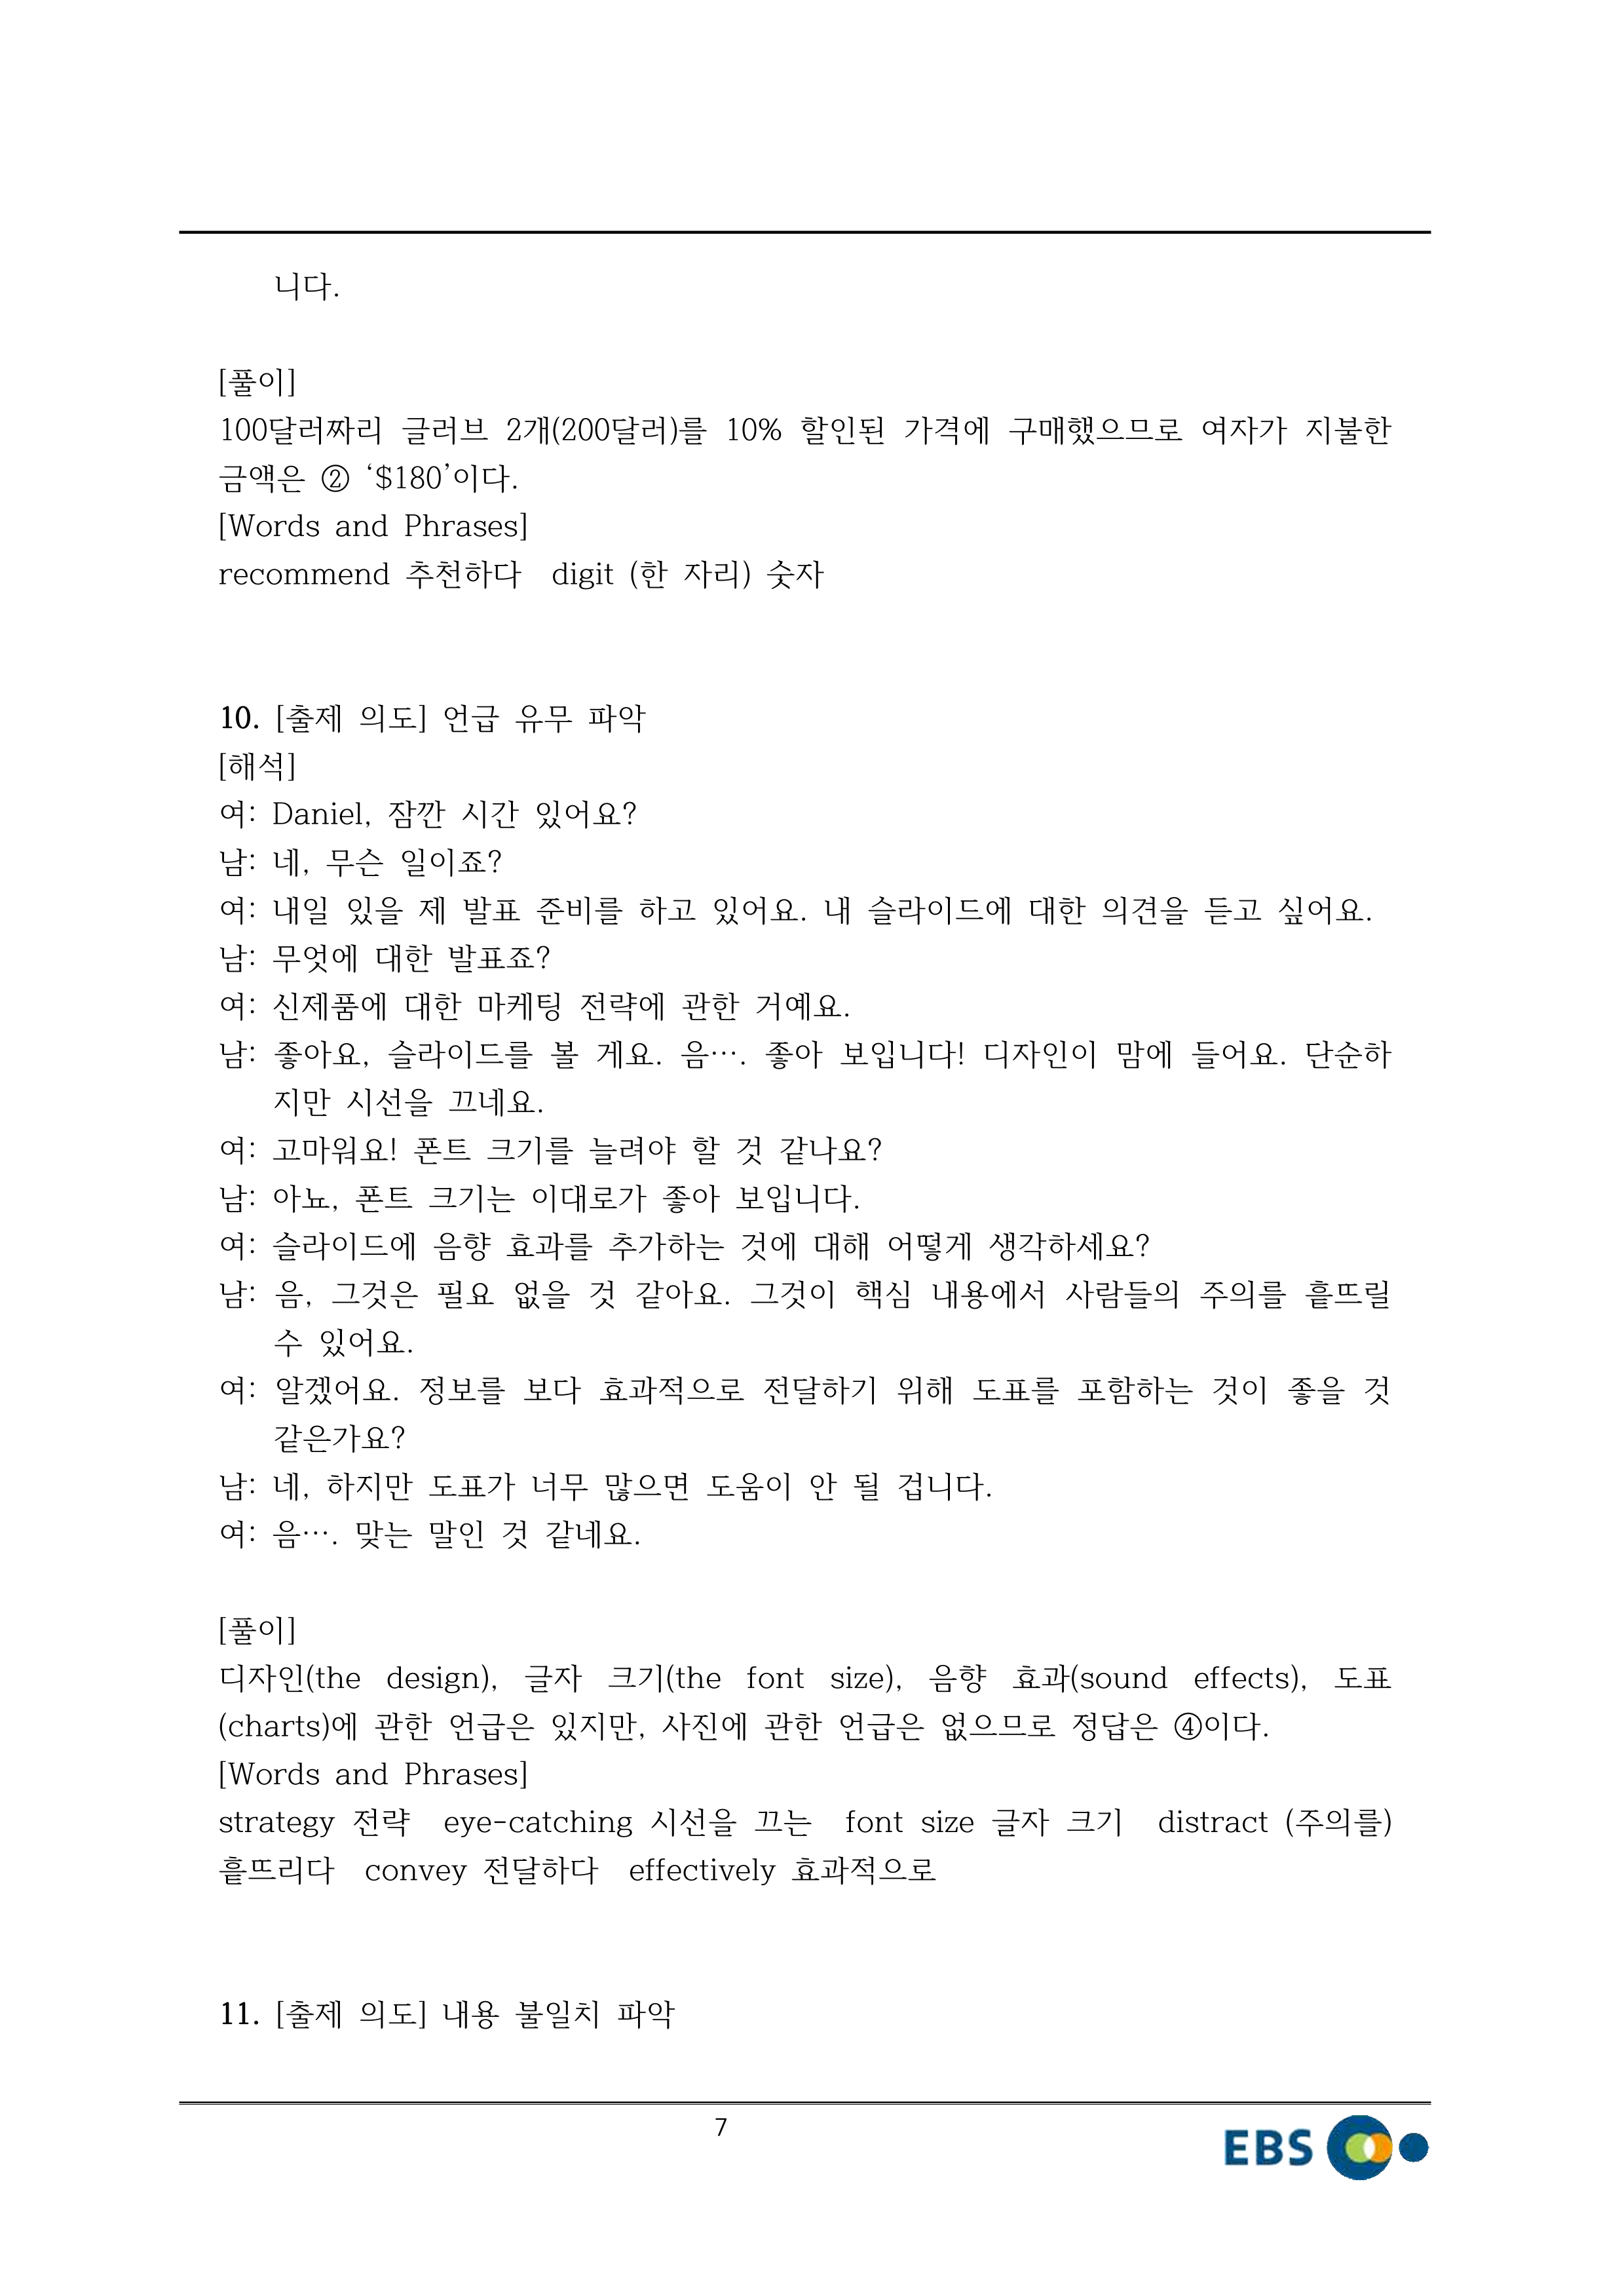 니다.
[풀이]
100달러짜리 글러브 2개(200달러)를 10% 할인된 가격에 구매했으므로 여자가 지불한
금액은 ② ‘$180’이다.
[Words and Phrases]
recommend 추천하다 digit (한 자리) 숫자
10. [출제 의도] 언급 유무 파악
[해석]
여: Daniel, 잠깐 시간 있어요?
남: 네, 무슨 일이죠?
여: 내일 있을 제 발표 준비를 하고 있어요. 내 슬라이드에 대한 의견을 듣고 싶어요.
남: 무엇에 대한 발표죠?
여: 신제품에 대한 마케팅 전략에 관한 거예요.
남: 좋아요, 슬라이드를 볼 게요. 음…. 좋아 보입니다! 디자인이 맘에 들어요. 단순하
지만 시선을 끄네요.
여: 고마워요! 폰트 크기를 늘려야 할 것 같나요?
남: 아뇨, 폰트 크기는 이대로가 좋아 보입니다.
여: 슬라이드에 음향 효과를 추가하는 것에 대해 어떻게 생각하세요?
남: 음, 그것은 필요 없을 것 같아요. 그것이 핵심 내용에서 사람들의 주의를 흩뜨릴
수 있어요.
여: 알겠어요. 정보를 보다 효과적으로 전달하기 위해 도표를 포함하는 것이 좋을 것
같은가요?
남: 네, 하지만 도표가 너무 많으면 도움이 안 될 겁니다.
여: 음…. 맞는 말인 것 같네요.
[풀이]
디자인(the design), 글자 크기(the font size), 음향 효과(sound effects), 도표
(charts)에 관한 언급은 있지만, 사진에 관한 언급은 없으므로 정답은 ④이다.
[Words and Phrases]
strategy 전략 eye-catching 시선을 끄는 font size 글자 크기 distract (주의를)
흩뜨리다 convey 전달하다 effectively 효과적으로
11. [출제 의도] 내용 불일치 파악
7
EBS